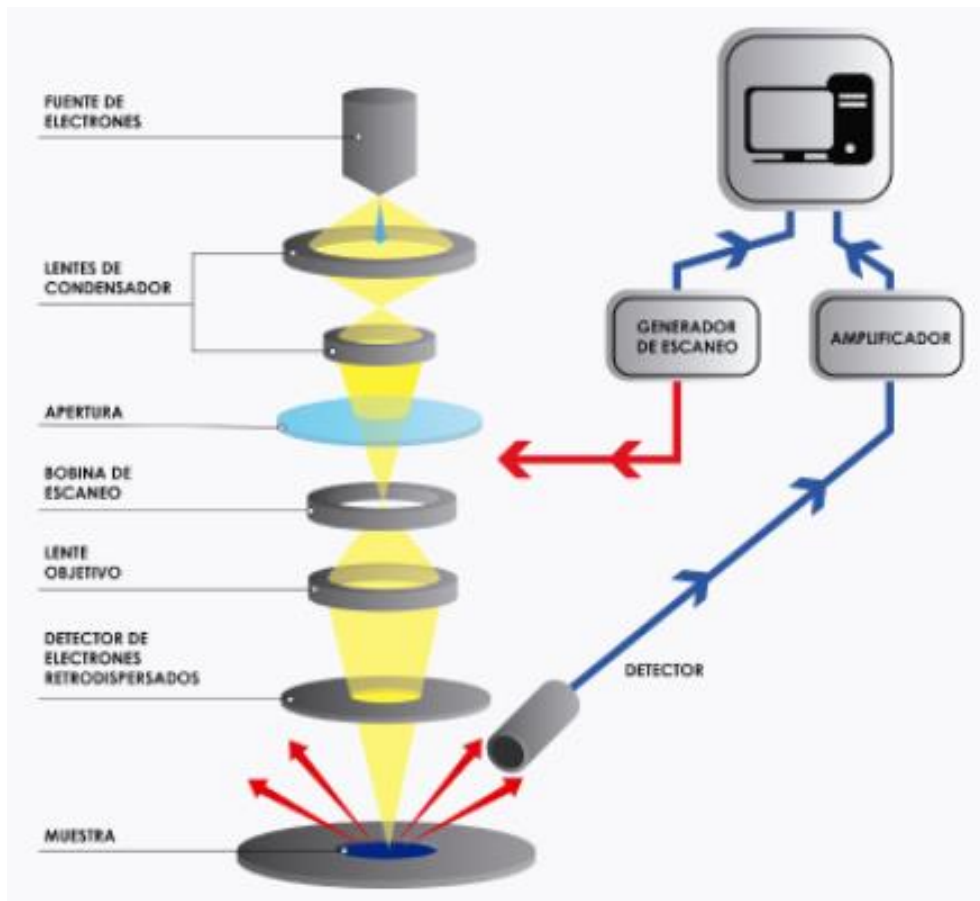 FUENTE DE
ELECTRONES
LENTES DE
CONDENSADOR
APERTURA
BOBINA DE
ESCANEO
LENTE
OBJETIVO
DETECTOR DE
ELECTRONES
RETRODISPERSADOS
MUESTRA
GENERADOR
DE ESCANEO
AMPLIFICADOR
DETECTOR